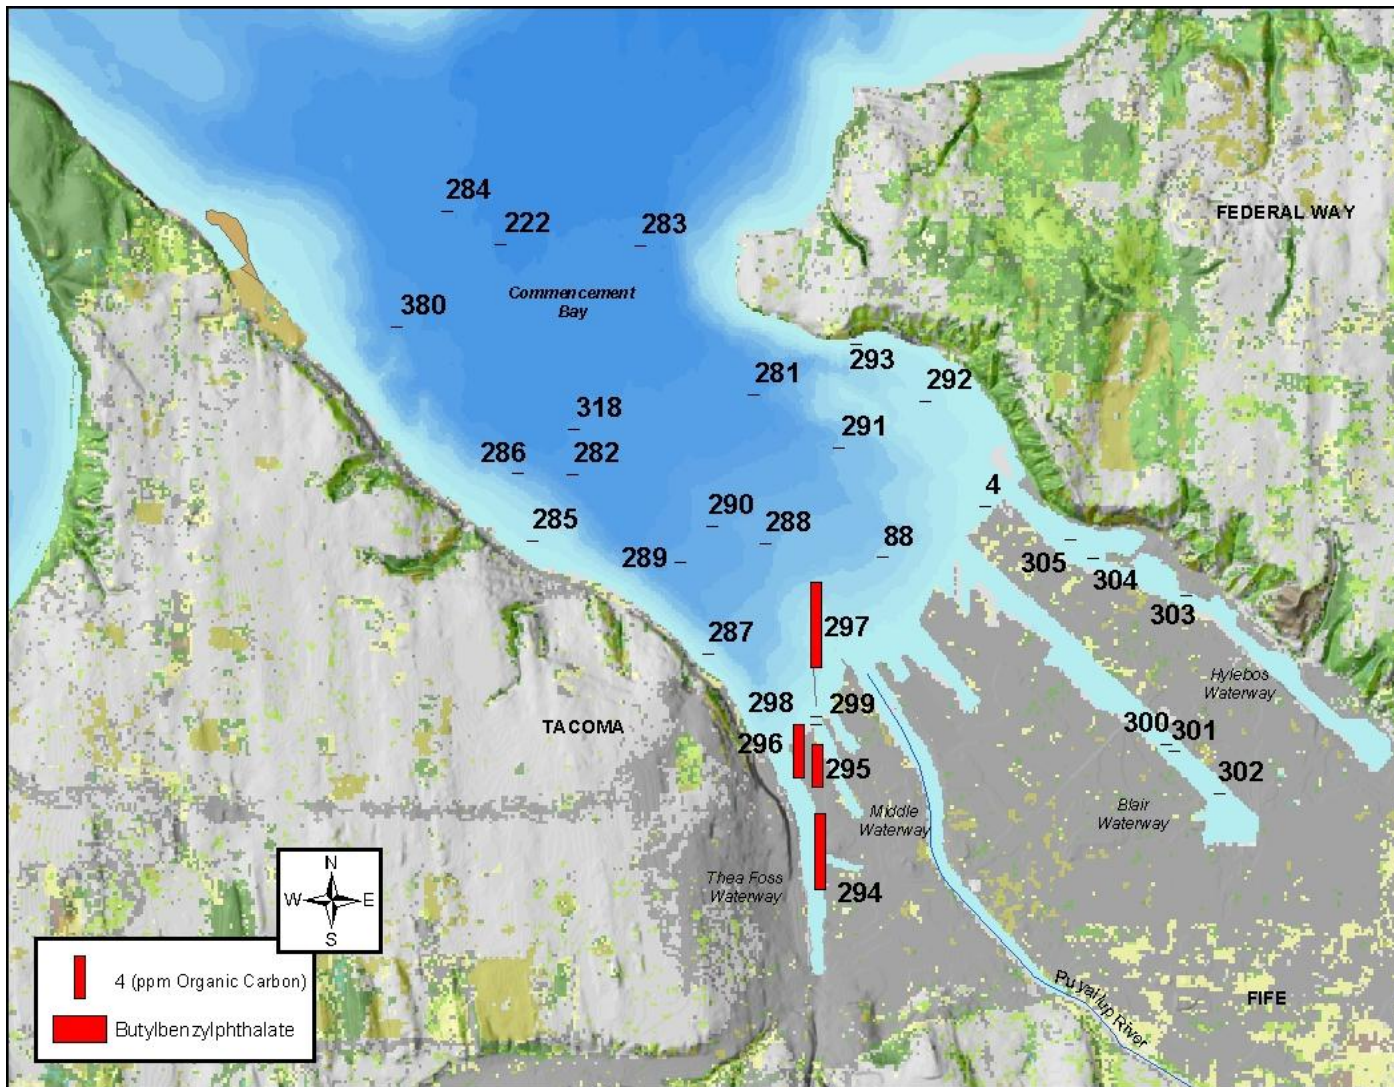 284
222
283
FEDERAL WAY
Commencement
Bay
380
293
281
292
318
291
286
282
4
290
285
288
88
289
305
304
303
297
287
Hylebos
Waterway
298
299
TACOMA
300
301
296
295
302
Middle
Waterway
Blair
Waterway
N
W
E
S
Thea Foss
Waterway
294
4 (ppm Organic Carbon)
Butylbenzylphthalate
Puyallup River
FIFE